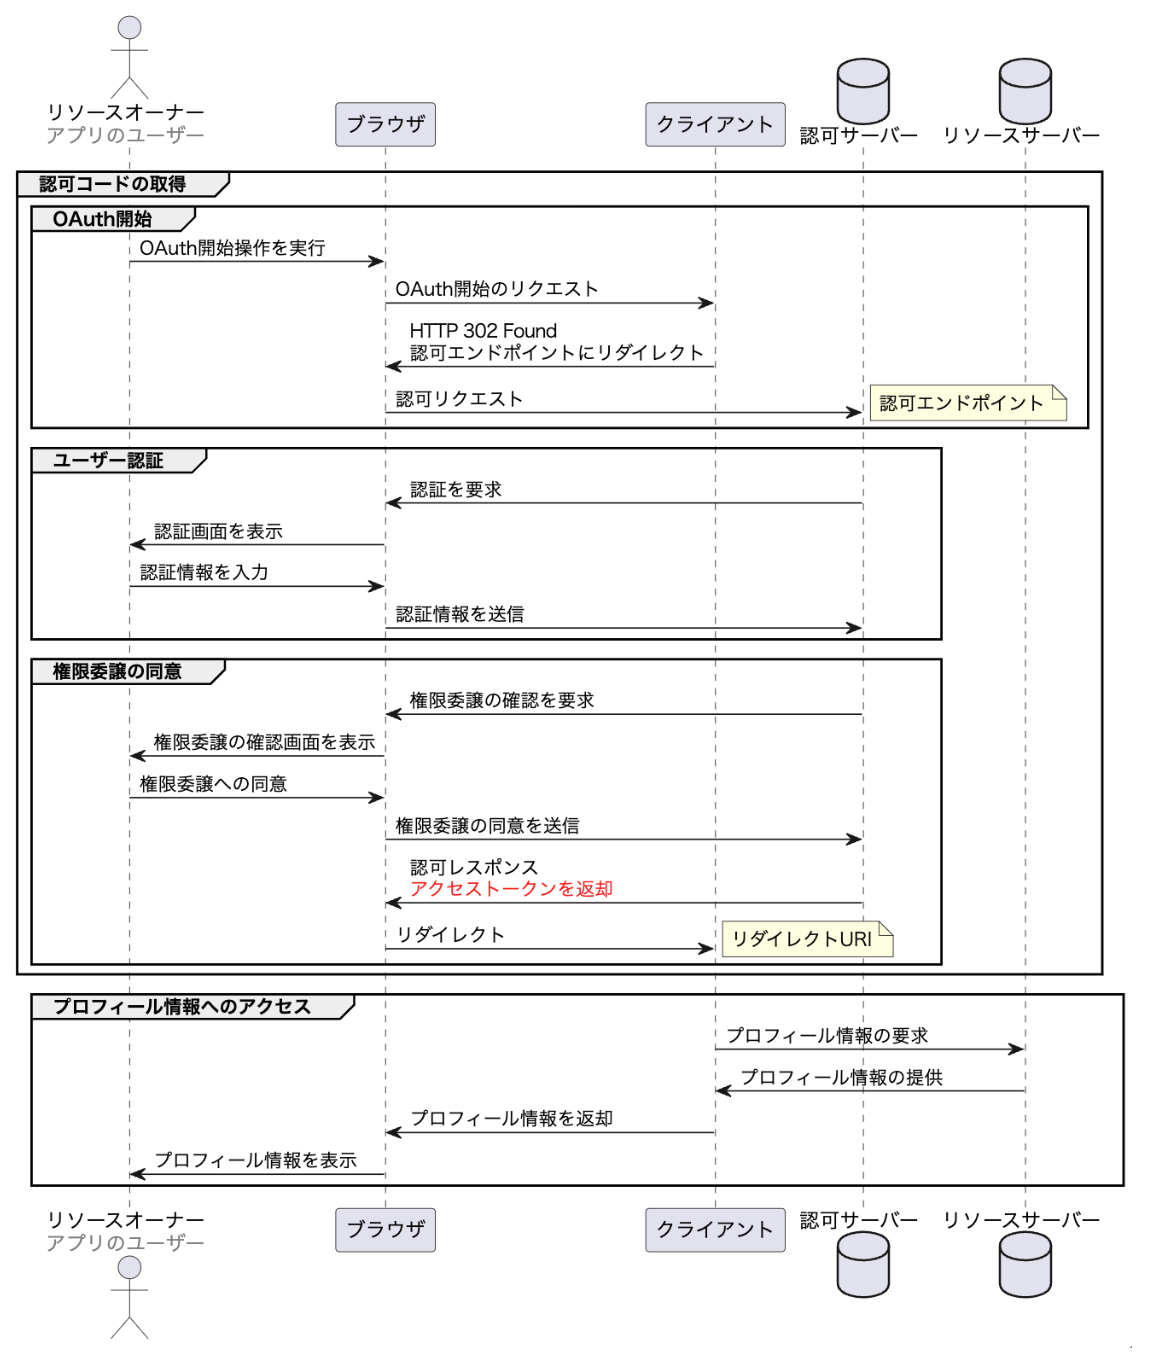 リソースオーナー
アプリのユーザー
ブラウザ
クライアント
認可サーバー
リソースサーバー
認可コードの取得
OAuth開始
OAuth開始操作を実行
OAuth開始のリクエスト
HTTP 302 Found
認可エンドポイントにリダイレクト
認可リクエスト
認可エンドポイント
ユーザー認証
認証を要求
認証画面を表示
認証情報を入力
認証情報を送信
権限委譲の同意
権限委譲の確認を要求
権限委譲の確認画面を表示
権限委譲への同意
権限委譲の同意を送信
認可レスポンス
アクセストークンを返却
リダイレクト
リダイレクトURI
プロフィール情報へのアクセス
プロフィール情報の要求
プロフィール情報の提供
プロフィール情報を返却
プロフィール情報を表示
リソースオーナー
アプリのユーザー
ブラウザ
クライアント
認可サーバー
リソースサーバー